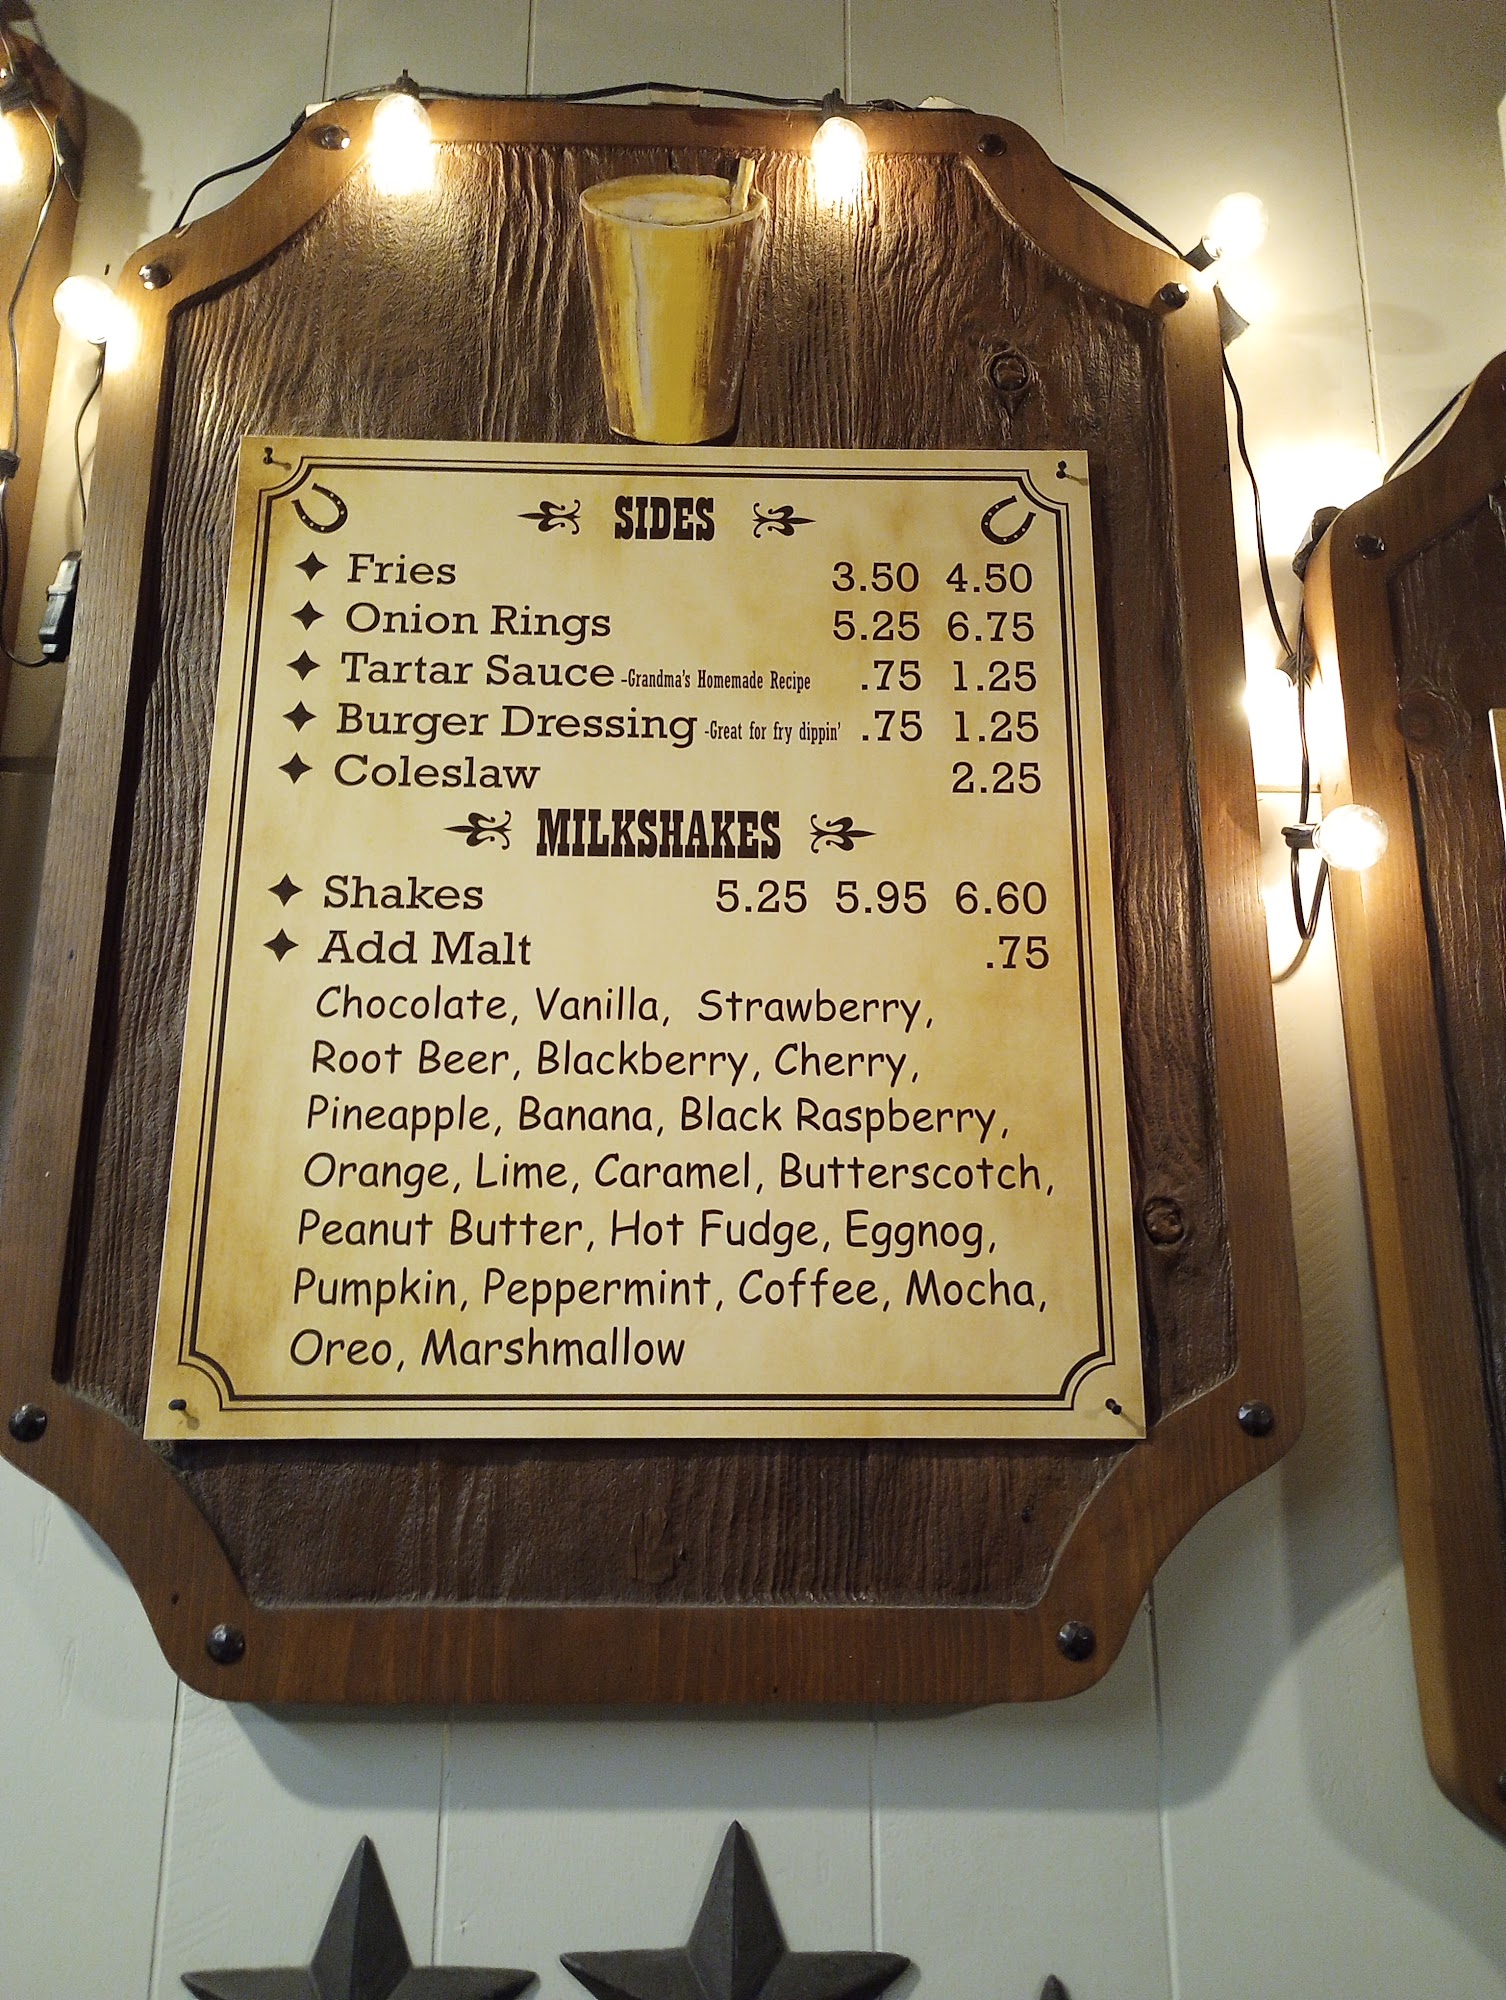 SIDES
Fries 3.50 4.50
Onion Rings 5.25 6.75
Tartar Sauce -Grandma's Homemade Recipe .75 1.25
Burger Dressing -Great for fry dippin' .75 1.25
Coleslaw 2.25
MILKSHAKES
Shakes 5.25 5.95 6.60
Add Malt .75
Chocolate, Vanilla, Strawberry,
Root Beer, Blackberry, Cherry,
Pineapple, Banana, Black Raspberry,
Orange, Lime, Caramel, Butterscotch,
Peanut Butter, Hot Fudge, Eggnog,
Pumpkin, Peppermint, Coffee, Mocha,
Oreo, Marshmallow